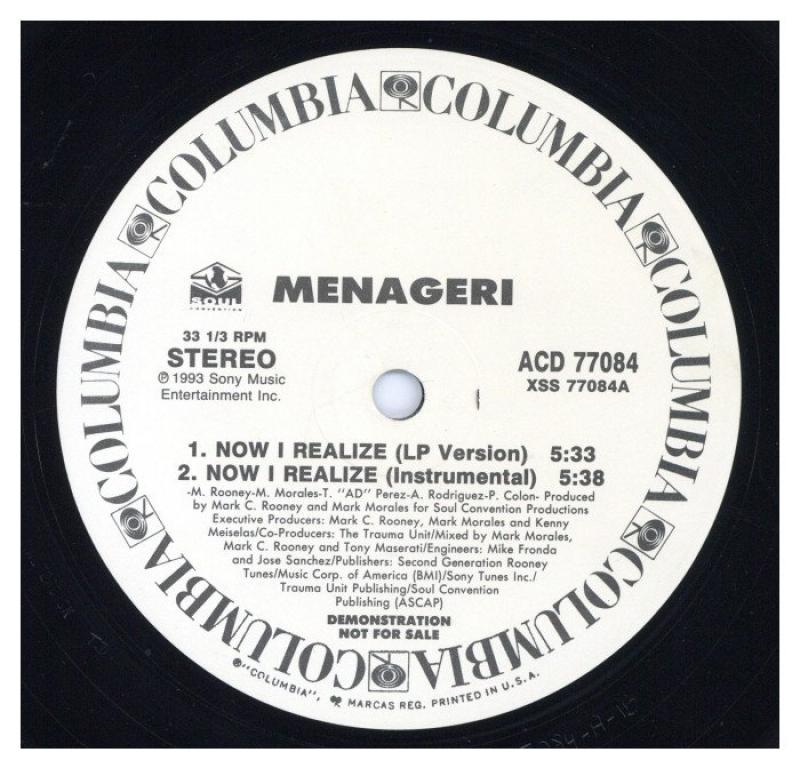 COLUMBIA COLUMBIA COLUMBIA COLUMBIA COLUMBIA COLUMBIA COLUMBIA COLUMBIA
SOUL
CONVENTION
MENAGERI
33 1/3 RPM
STEREO
℗ 1993 Sony Music
Entertainment Inc.
ACD 77084
XSS 77084A
1. NOW I REALIZE (LP Version) 5:33
2. NOW I REALIZE (Instrumental) 5:38
-M. Rooney-M. Morales-T. "AD" Perez-A. Rodriguez-P. Colon- Produced
by Mark C. Rooney and Mark Morales for Soul Convention Productions
Executive Producers: Mark C. Rooney, Mark Morales and Kenny
Meiselas/Co-Producers: The Trauma Unit/Mixed by Mark Morales,
Mark C. Rooney and Tony Maserati/Engineers: Mike Fronda
and Jose Sanchez/Publishers: Second Generation Rooney
Tunes/Music Corp. of America (BMI)/Sony Tunes Inc./
Trauma Unit Publishing/Soul Convention
Publishing (ASCAP)
DEMONSTRATION
NOT FOR SALE
®"COLUMBIA", MARCAS REG. PRINTED IN U.S.A.